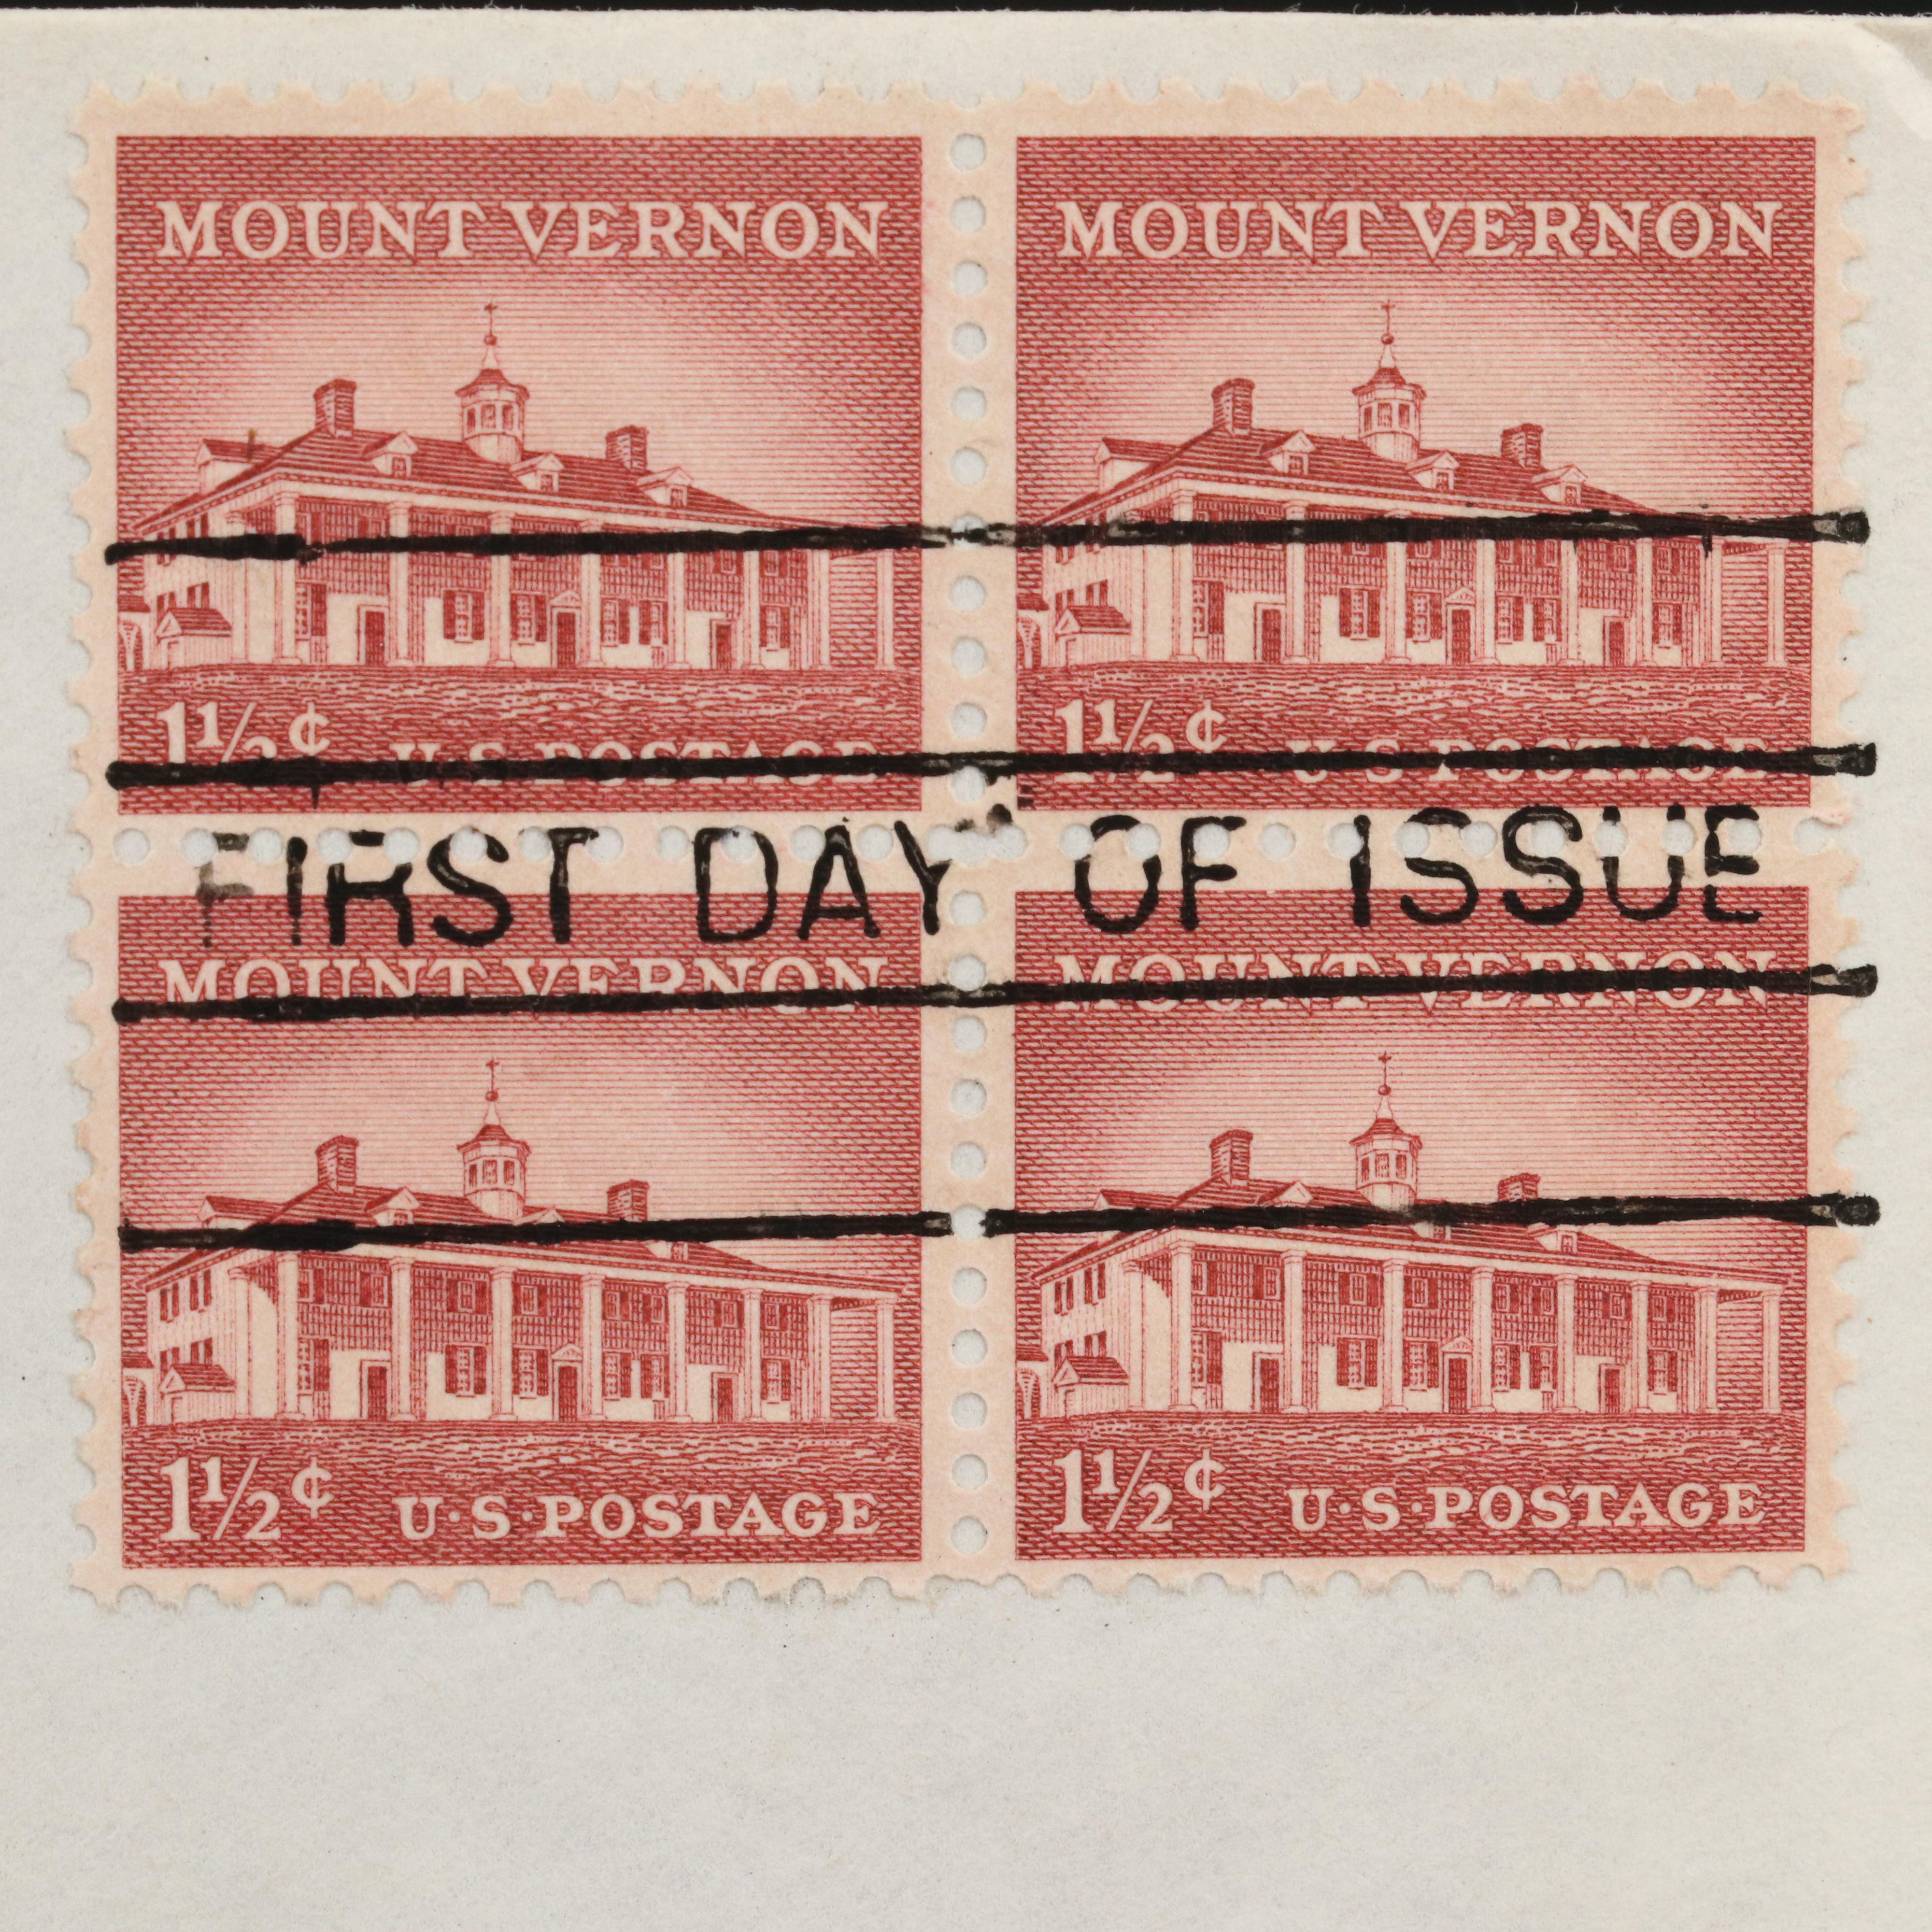 MOUNT VERNON MOUNT VERNON
1½¢ U.S. POSTAGE 1½¢ U.S. POSTAGE
FIRST DAY OF ISSUE
MOUNT VERNON MOUNT VERNON
1½¢ U·S·POSTAGE 1½¢ U·S·POSTAGE